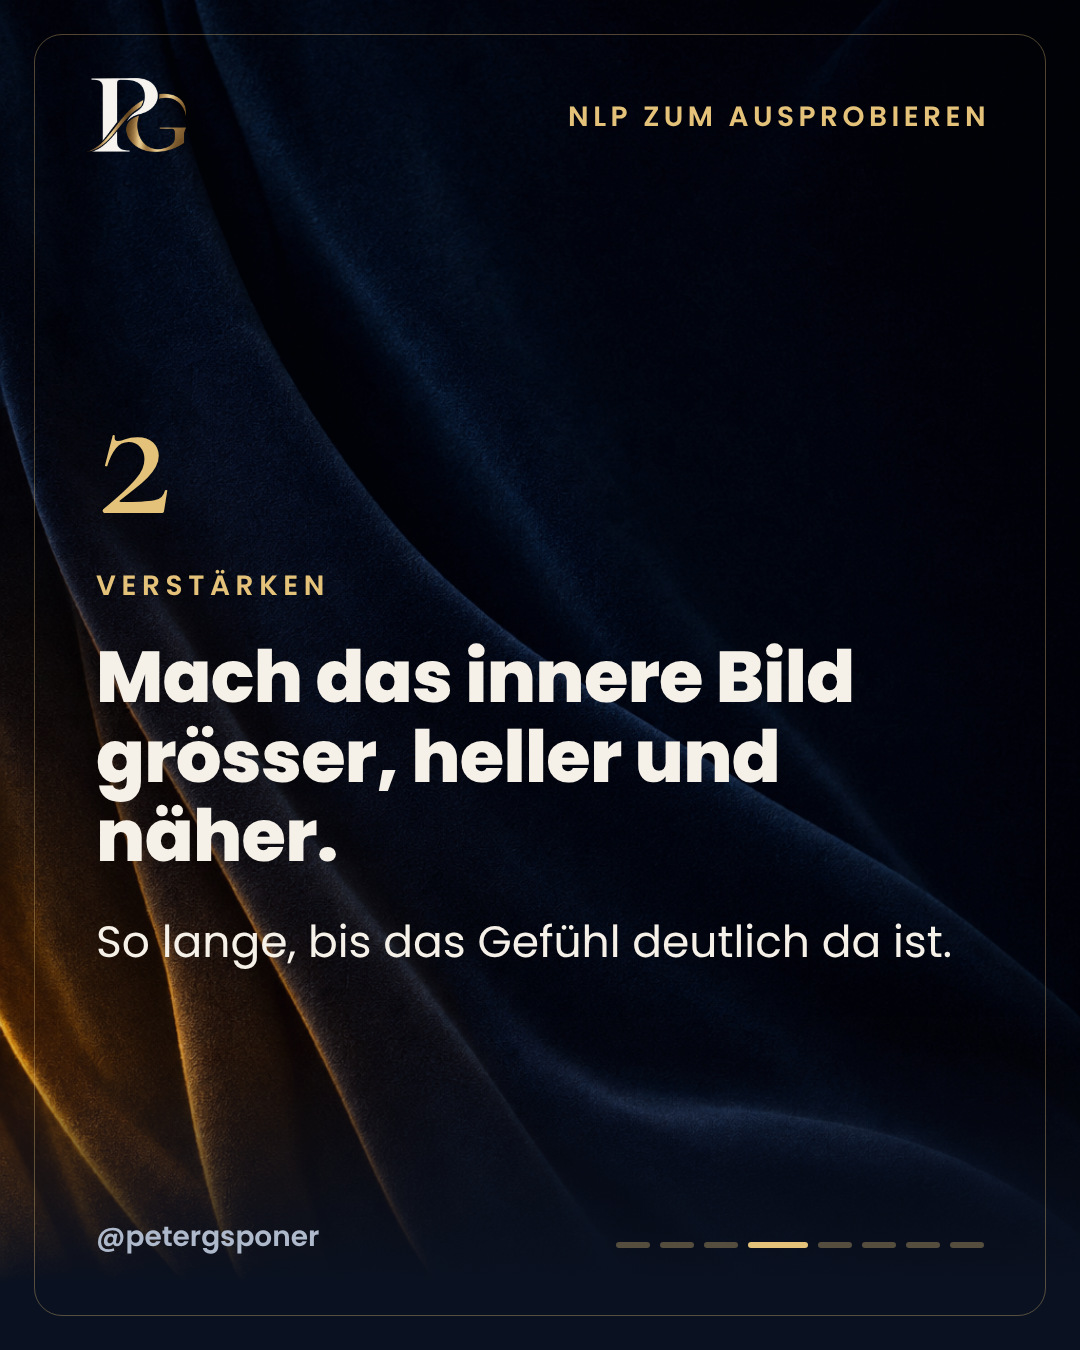 PG
NLP ZUM AUSPROBIEREN
2
VERSTÄRKEN
Mach das innere Bild
grösser, heller und
näher.
So lange, bis das Gefühl deutlich da ist.
@petergsponer